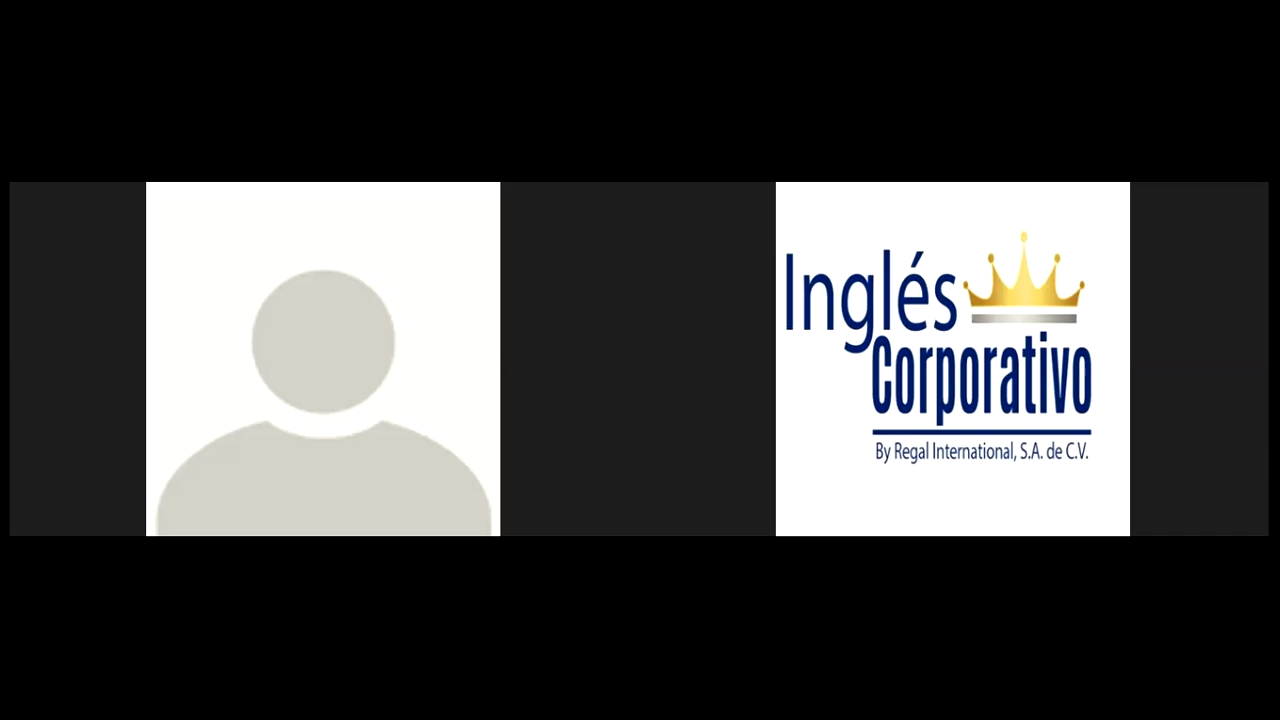 Inglés
Corporativo
By Regal International, S.A. de C.V.